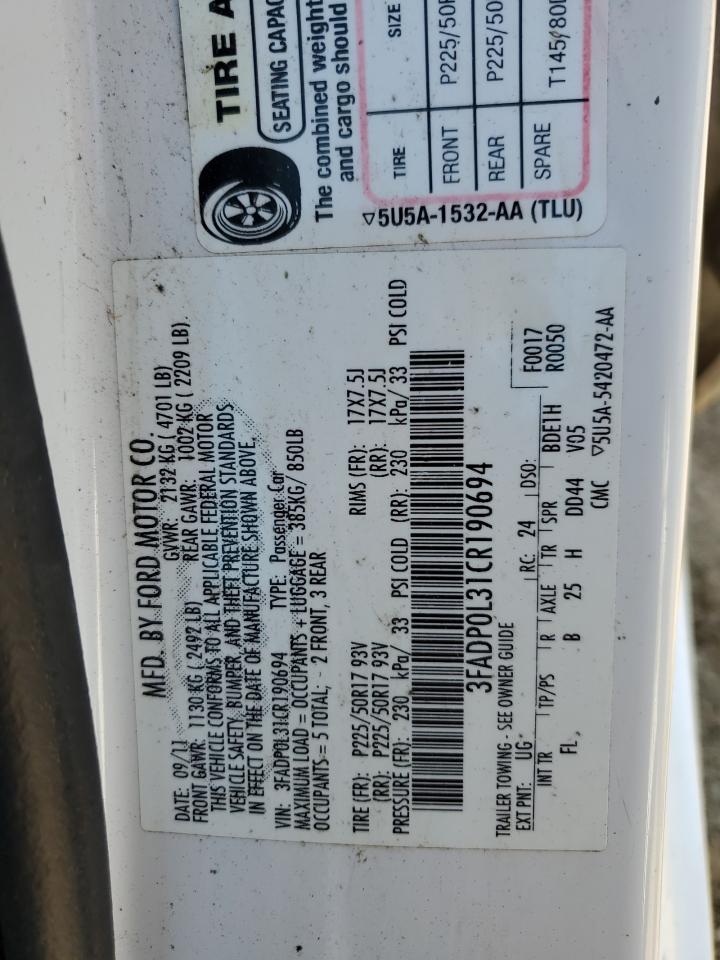 TIRE A
SEATING CAPAC
The combined weight
and cargo should
TIRE SIZE
FRONT P225/50R
REAR P225/50
SPARE T145/80D
▽5U5A-1532-AA (TLU)
MFD. BY FORD MOTOR CO.
DATE: 09/11 GVWR: 2132 KG ( 4701 LB)
FRONT GAWR: 1130 KG ( 2492 LB) REAR GAWR: 1002 KG ( 2209 LB)
THIS VEHICLE CONFORMS TO ALL APPLICABLE FEDERAL MOTOR
VEHICLE SAFETY, BUMPER, AND THEFT PREVENTION STANDARDS
IN EFFECT ON THE DATE OF MANUFACTURE SHOWN ABOVE.
VIN: 3FADP0L31CR190694 TYPE: Passenger Car
MAXIMUM LOAD = OCCUPANTS + LUGGAGE = 385KG/ 850LB
OCCUPANTS = 5 TOTAL; - 2 FRONT, 3 REAR
TIRE (FR): P225/50R17 93V RIMS (FR): 17X7.5J
(RR): P225/50R17 93V (RR): 17X7.5J
PRESSURE (FR): 230 kPa/ 33 PSI COLD (RR): 230 kPa/ 33 PSI COLD
3FADP0L31CR190694
TRAILER TOWING - SEE OWNER GUIDE F0017
EXT PNT: UG RC: 24 DSO: R0050
INT TR TP/PS R AXLE TR SPR BDE1H
FL B 25 H DD44 V05
CMC ▽5U5A-5420472-AA